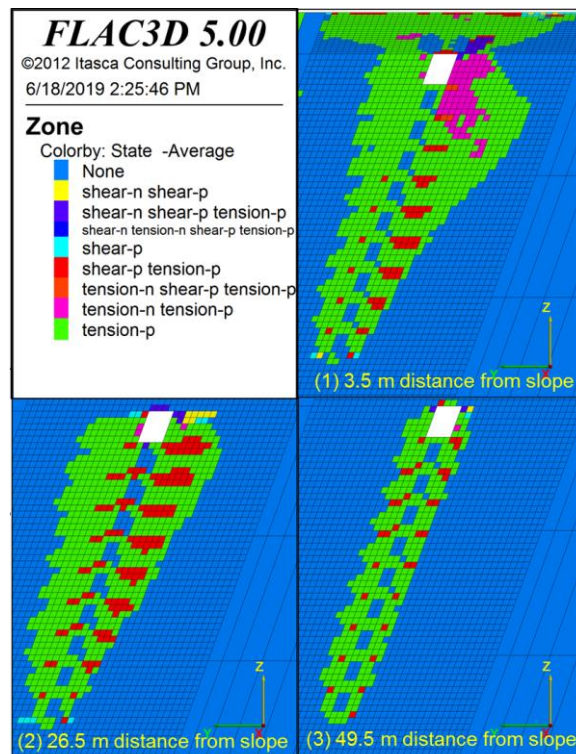 FLAC3D 5.00
©2012 Itasca Consulting Group, Inc.
6/18/2019 2:25:46 PM
Zone
Colorby: State -Average
None
shear-n shear-p
shear-n shear-p tension-p
shear-n tension-n shear-p tension-p
shear-p
shear-p tension-p
tension-n shear-p tension-p
tension-n tension-p
tension-p
Z
Y
X
(1) 3.5 m distance from slope
Z
Y
X
(2) 26.5 m distance from slope
Z
Y
X
(3) 49.5 m distance from slope